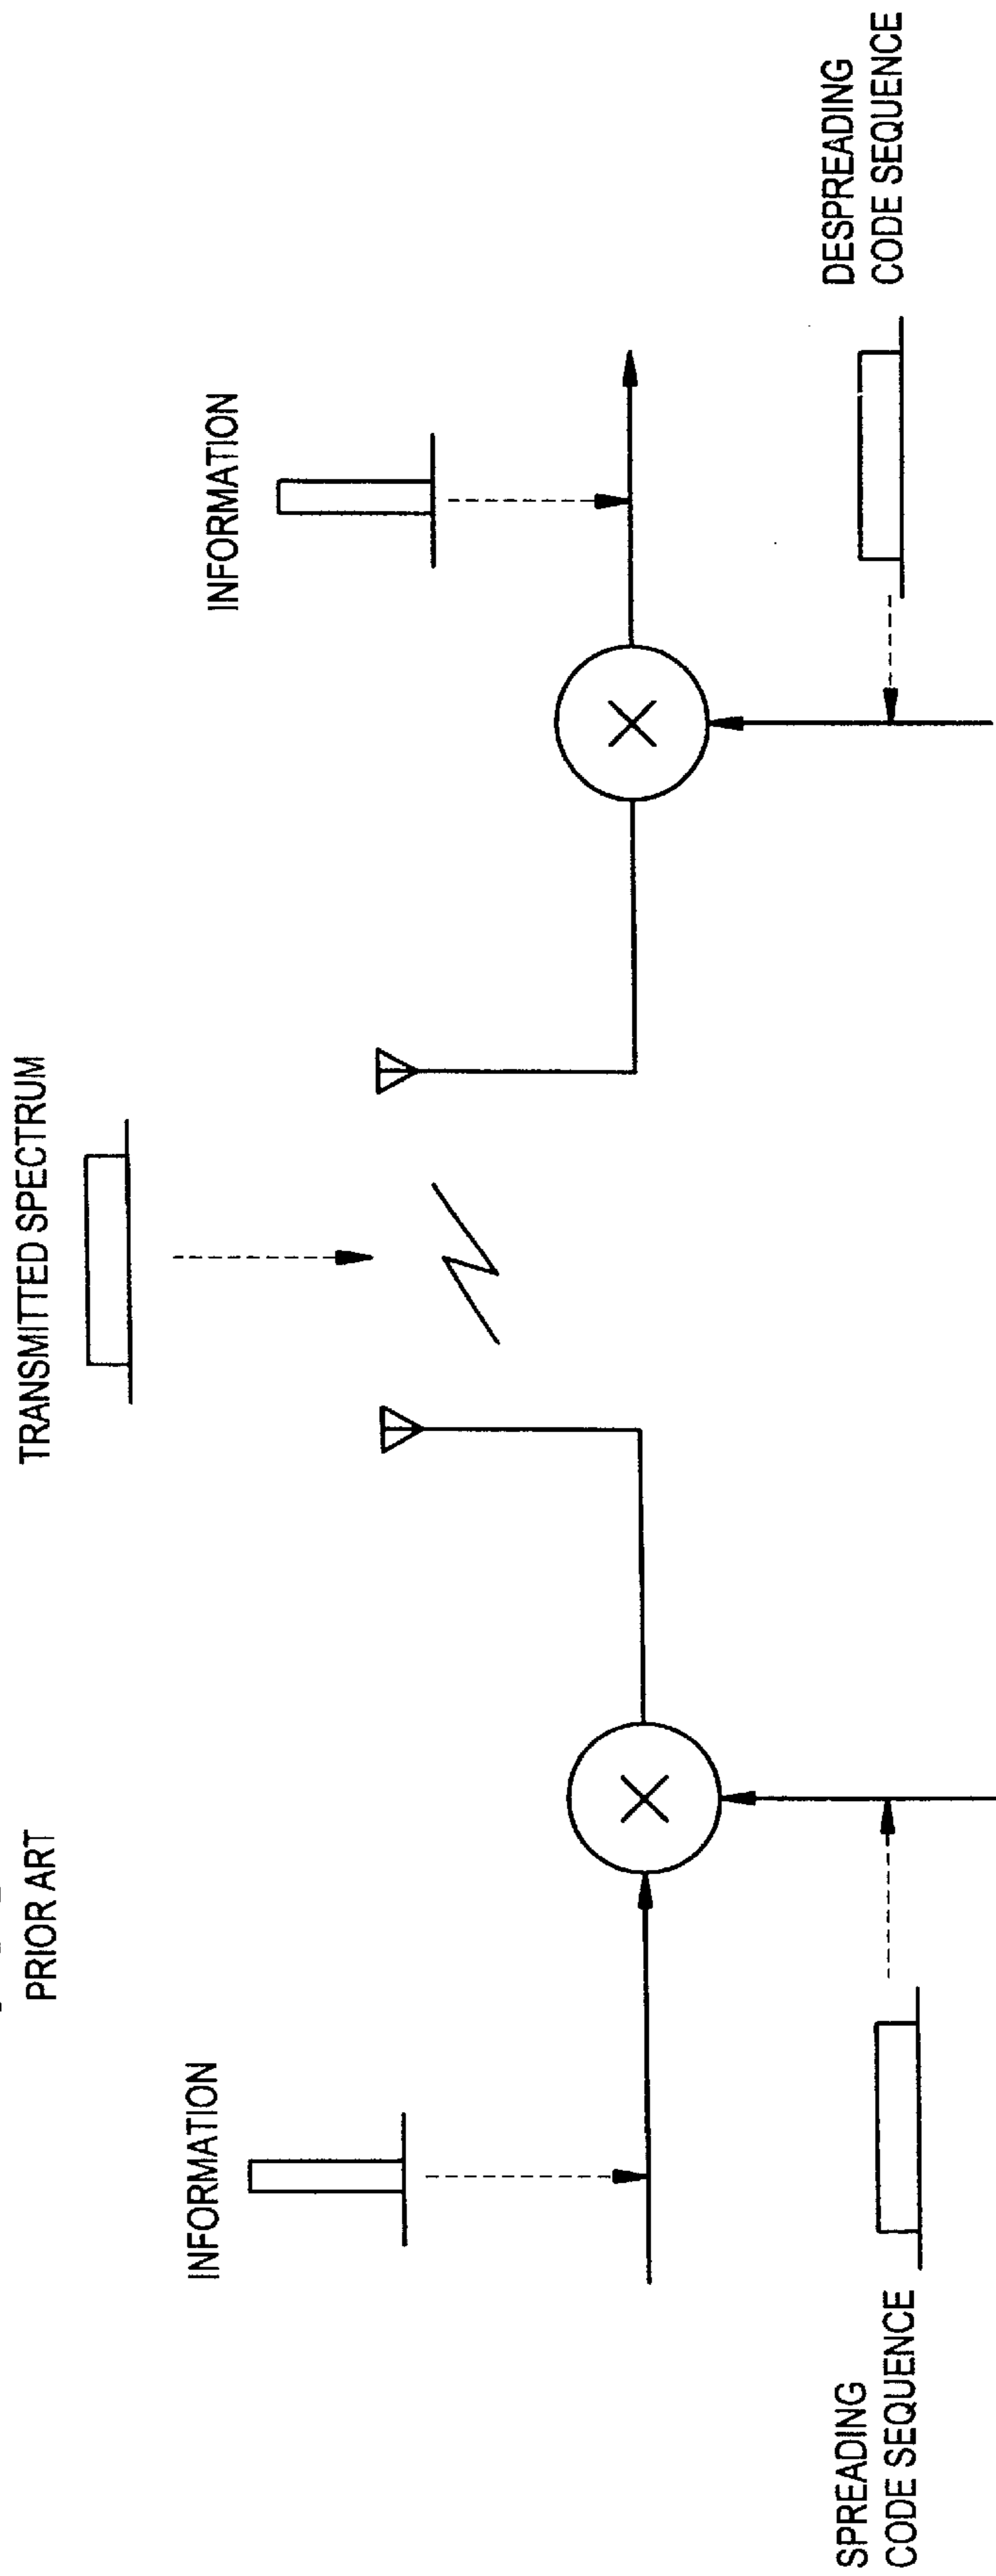 PRIOR ART
TRANSMITTED SPECTRUM
INFORMATION
INFORMATION
SPREADING
CODE SEQUENCE
DESPREADING
CODE SEQUENCE